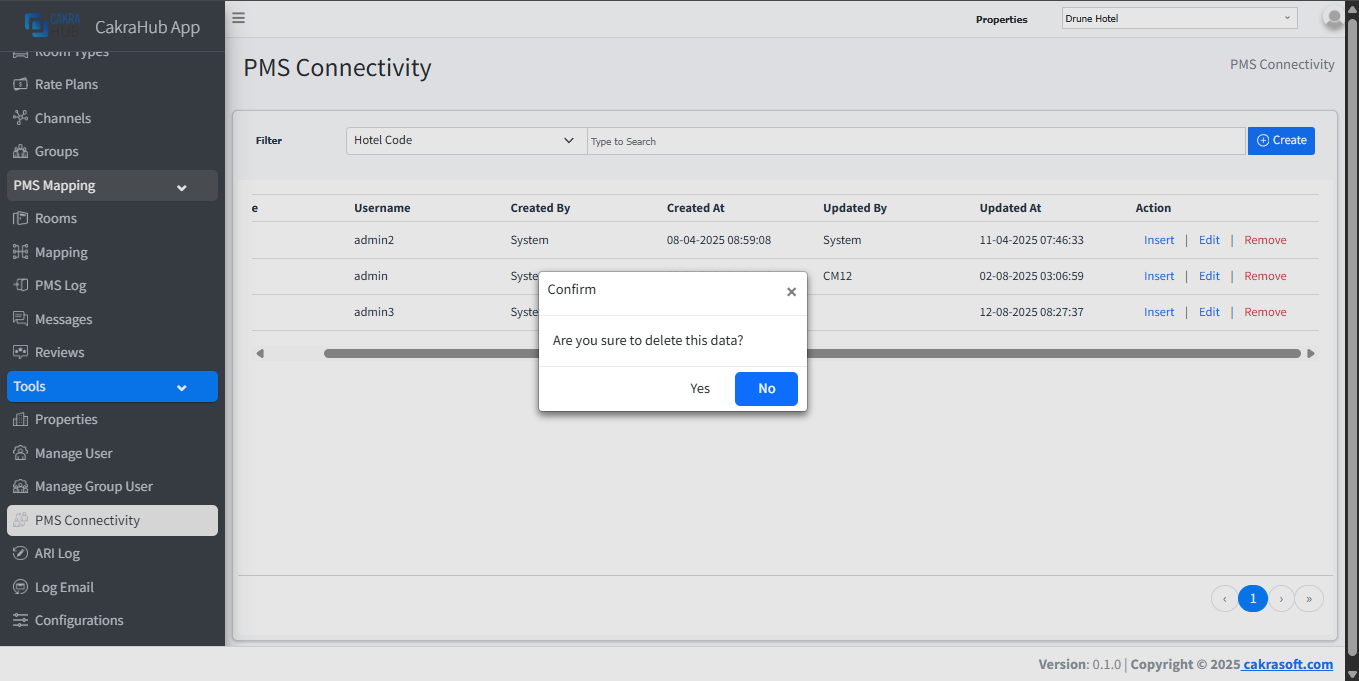 CAKRA
HUB
CakraHub App
Properties
Drune Hotel
Room Types
Rate Plans
Channels
Groups
PMS Mapping
Rooms
Mapping
PMS Log
Messages
Reviews
Tools
Properties
Manage User
Manage Group User
PMS Connectivity
ARI Log
Log Email
Configurations
PMS Connectivity
PMS Connectivity
Filter
Hotel Code
Type to Search
Create
e Username Created By Created At Updated By Updated At Action
admin2 System 08-04-2025 08:59:08 System 11-04-2025 07:46:33 Insert | Edit | Remove
admin Syste CM12 02-08-2025 03:06:59 Insert | Edit | Remove
admin3 Syste 12-08-2025 08:27:37 Insert | Edit | Remove
Confirm
×
Are you sure to delete this data?
Yes No
‹ 1 › »
Version: 0.1.0 | Copyright © 2025 cakrasoft.com